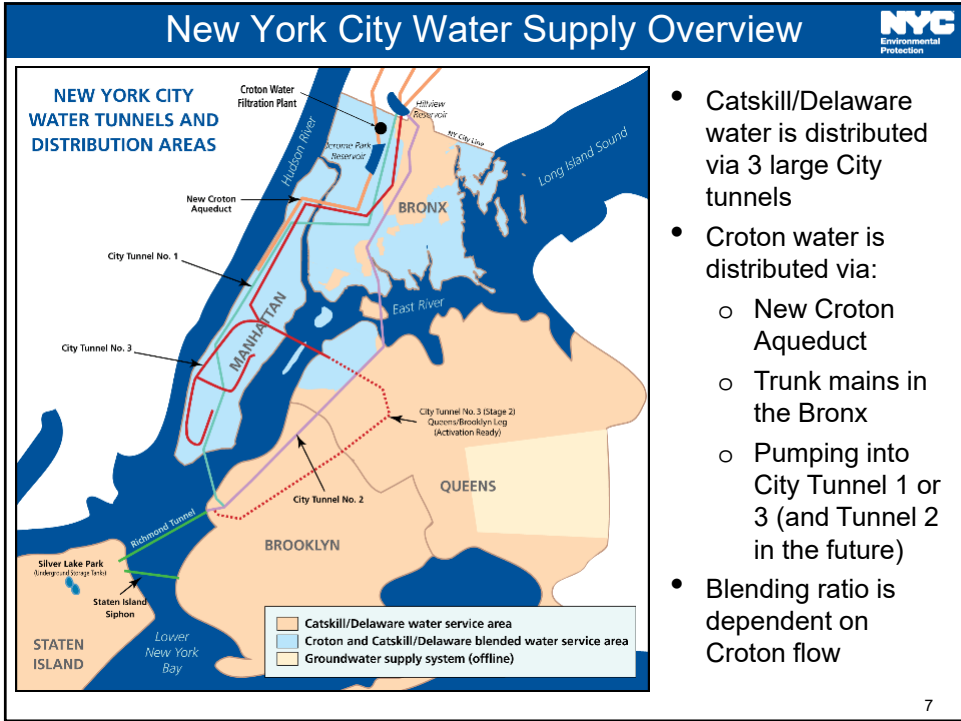 New York City Water Supply Overview
NYC
Environmental
Protection
NEW YORK CITY
WATER TUNNELS AND
DISTRIBUTION AREAS
Croton Water
Filtration Plant
Hillview
Reservoir
NY City Line
Jerome Park
Reservoir
Hudson River
Long Island Sound
New Croton
Aqueduct
BRONX
City Tunnel No. 1
East River
MANHATTAN
City Tunnel No. 3
City Tunnel No. 3 (Stage 2)
Queens/Brooklyn Leg
(Activation Ready)
City Tunnel No. 2
QUEENS
Richmond Tunnel
BROOKLYN
Silver Lake Park
(Underground Storage Tanks)
Staten Island
Siphon
STATEN
ISLAND
Lower
New York
Bay
Catskill/Delaware water service area
Croton and Catskill/Delaware blended water service area
Groundwater supply system (offline)
• Catskill/Delaware
water is distributed
via 3 large City
tunnels
• Croton water is
distributed via:
o New Croton
Aqueduct
o Trunk mains in
the Bronx
o Pumping into
City Tunnel 1 or
3 (and Tunnel 2
in the future)
• Blending ratio is
dependent on
Croton flow
7